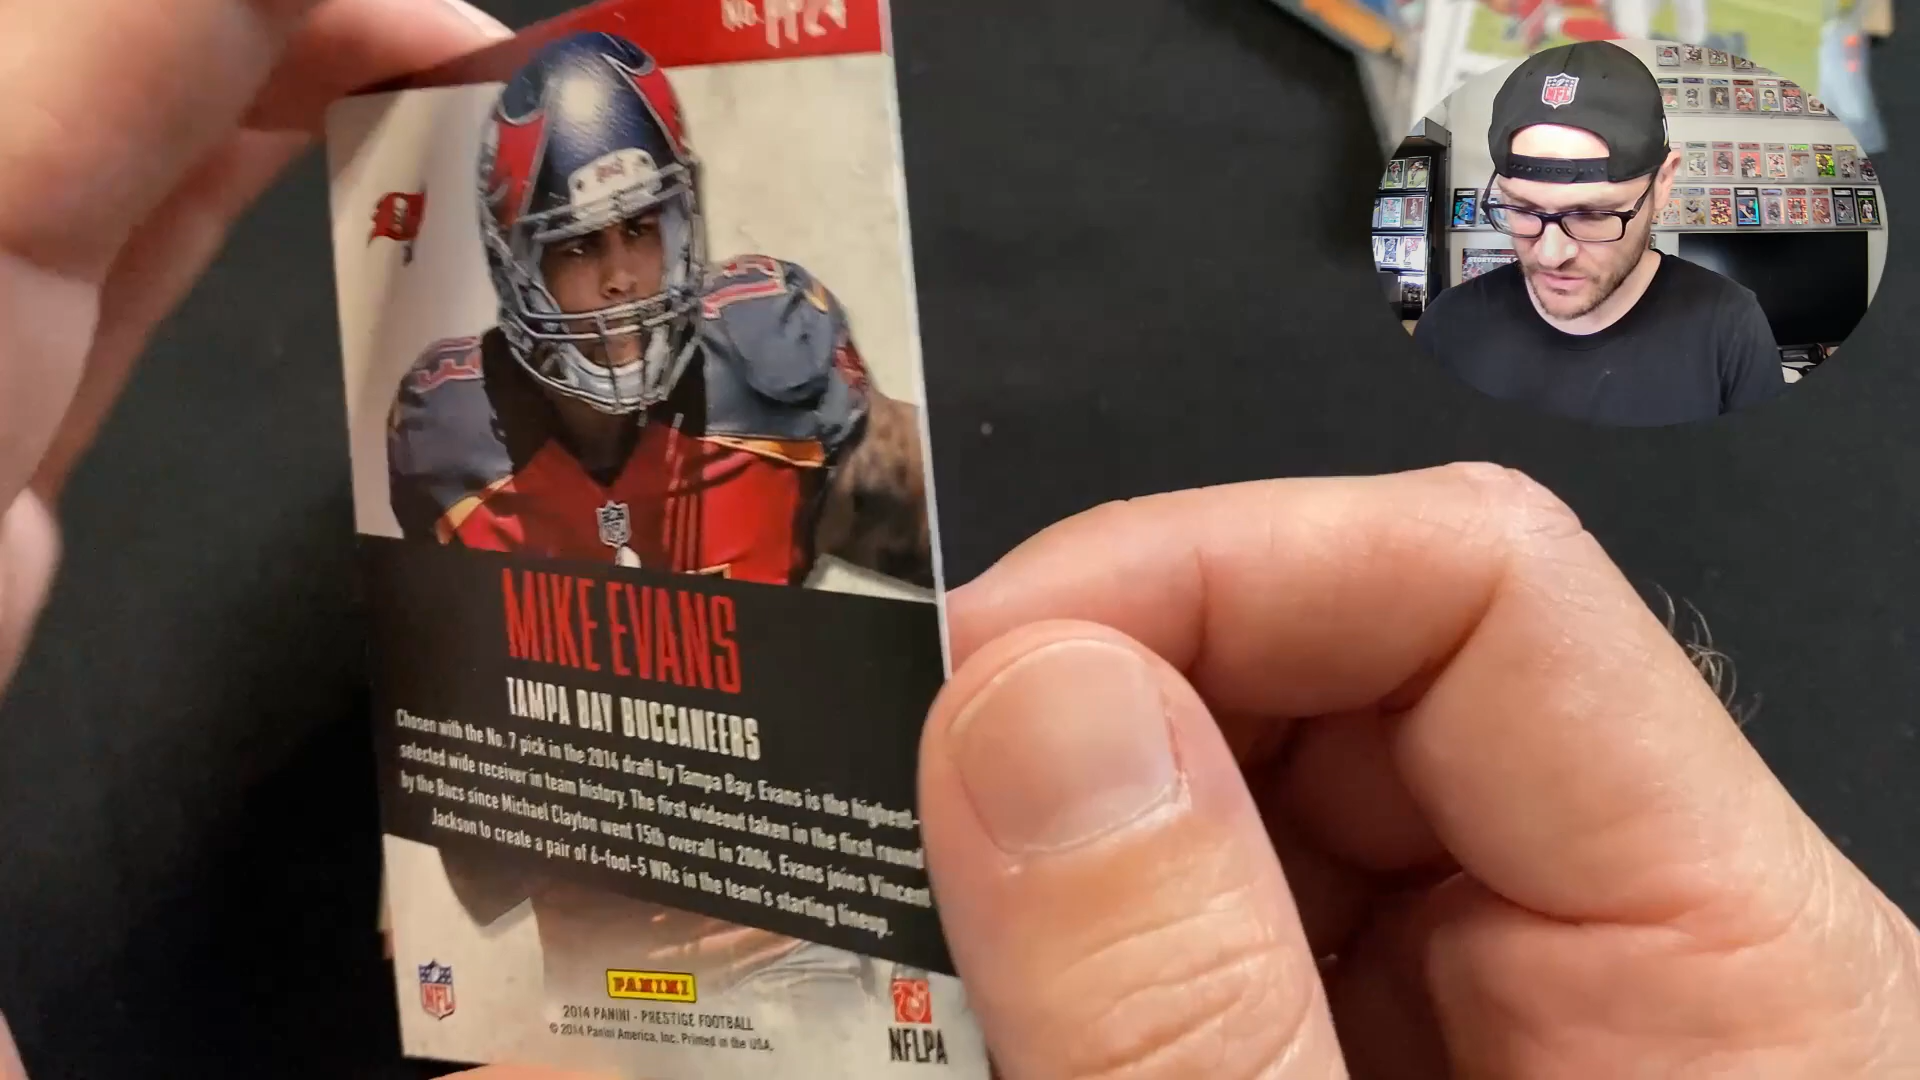 MIKE EVANS
TAMPA BAY BUCCANEERS
Chosen with the No. 7 pick in the 2014 draft by Tampa Bay, Evans is the highest-
selected wide receiver in team history. The first wideout taken in the first round
by the Bucs since Michael Clayton went 15th overall in 2004, Evans joins Vincent
Jackson to create a pair of 6-foot-5 WRs in the team's starting lineup.
NFL
PANINI
2014 PANINI - PRESTIGE FOOTBALL
© 2014 Panini America, Inc. Printed in the USA.
NFLPA
NFL